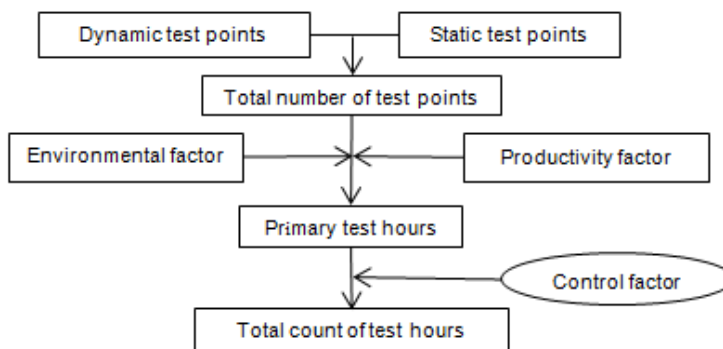 Dynamic test points
Static test points
Total number of test points
Environmental factor
Productivity factor
Primary test hours
Control factor
Total count of test hours